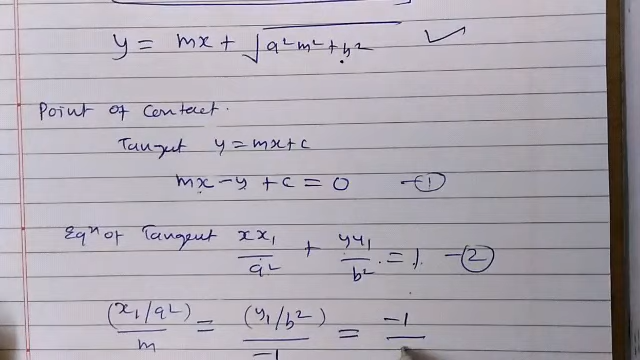 y = mx + √(a²m² + b²) ✓
Point of Contact.
Tangent y = mx + c
mx - y + c = 0 - ①
Eqⁿ of Tangent xx₁/a² + yy₁/b² = 1. - ②
(x₁/a²)/m = (y₁/b²)/-1 = -1/